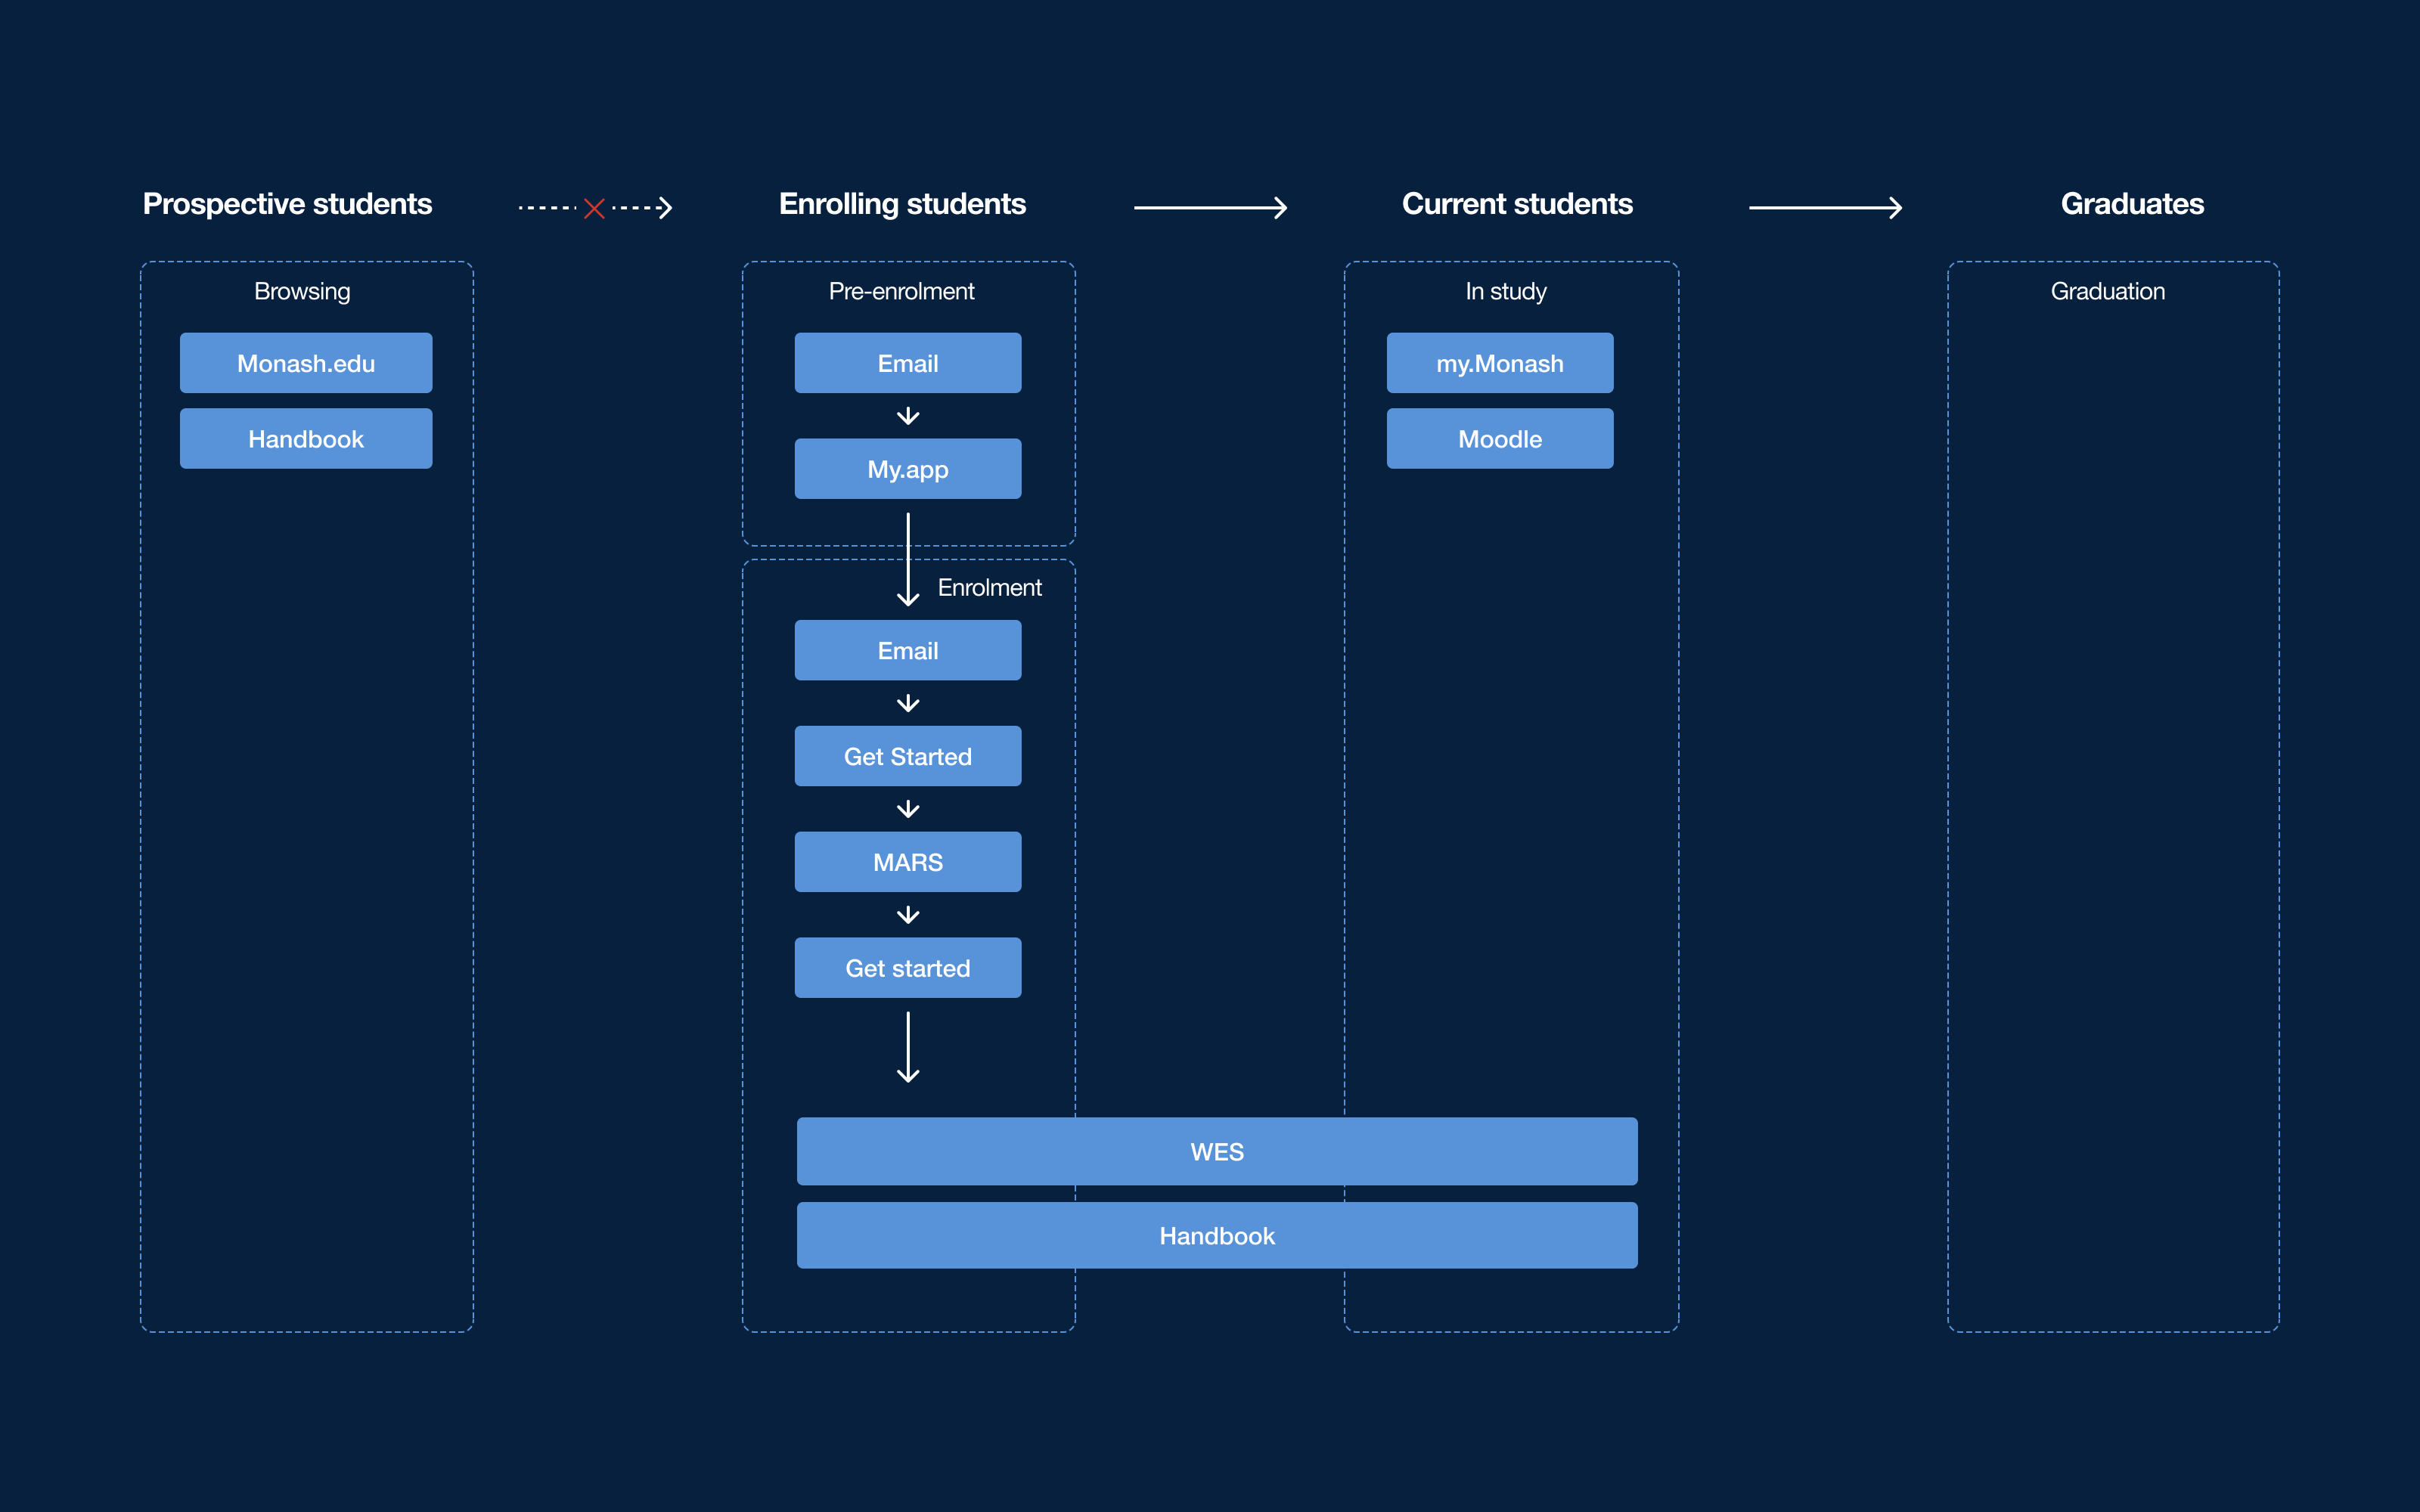 Prospective students
Enrolling students
Current students
Graduates
Browsing
Monash.edu
Handbook
Pre-enrolment
Email
My.app
Enrolment
Email
Get Started
MARS
Get started
In study
my.Monash
Moodle
WES
Handbook
Graduation